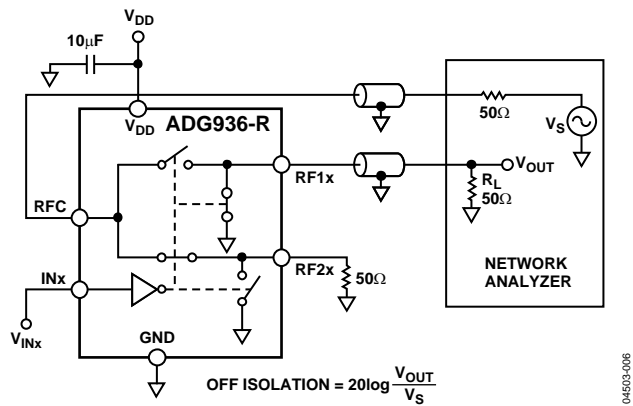 VDD
10μF
VDD
ADG936-R
50Ω
VS
RF1x
VOUT
RL
50Ω
RFC
RF2x
50Ω
INx
NETWORK
ANALYZER
VINx
GND
OFF ISOLATION = 20log VOUT
VS
04503-006